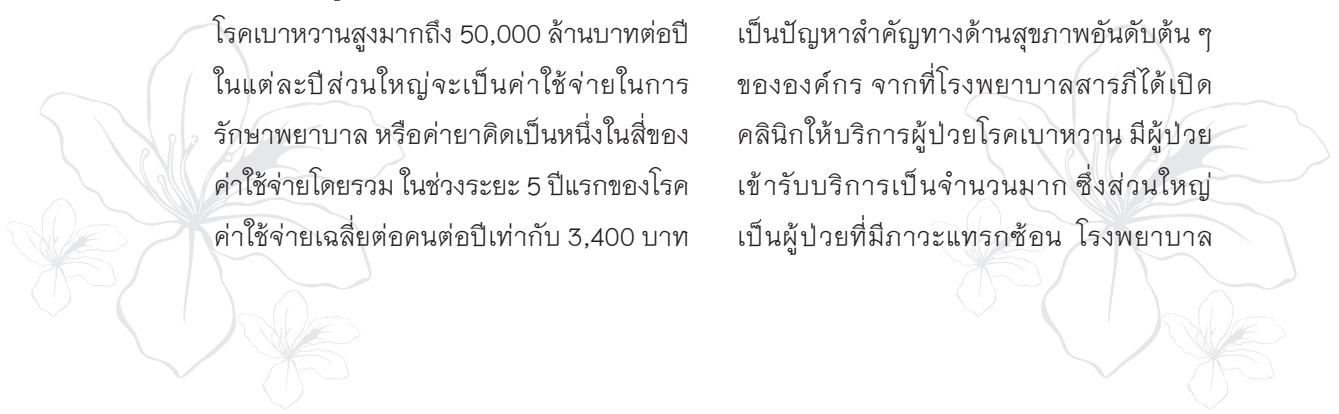 โรคเบาหวานสูงมากถึง 50,000 ล้านบาทต่อปี
ในแต่ละปีส่วนใหญ่จะเป็นค่าใช้จ่ายในการ
รักษาพยาบาล หรือค่ายาคิดเป็นหนึ่งในสี่ของ
ค่าใช้จ่ายโดยรวม ในช่วงระยะ 5 ปีแรกของโรค
ค่าใช้จ่ายเฉลี่ยต่อคนต่อปีเท่ากับ 3,400 บาท
เป็นปัญหาสำคัญทางด้านสุขภาพอันดับต้น ๆ
ขององค์กร จากที่โรงพยาบาลสารภีได้เปิด
คลินิกให้บริการผู้ป่วยโรคเบาหวาน มีผู้ป่วย
เข้ารับบริการเป็นจำนวนมาก ซึ่งส่วนใหญ่
เป็นผู้ป่วยที่มีภาวะแทรกซ้อน โรงพยาบาล